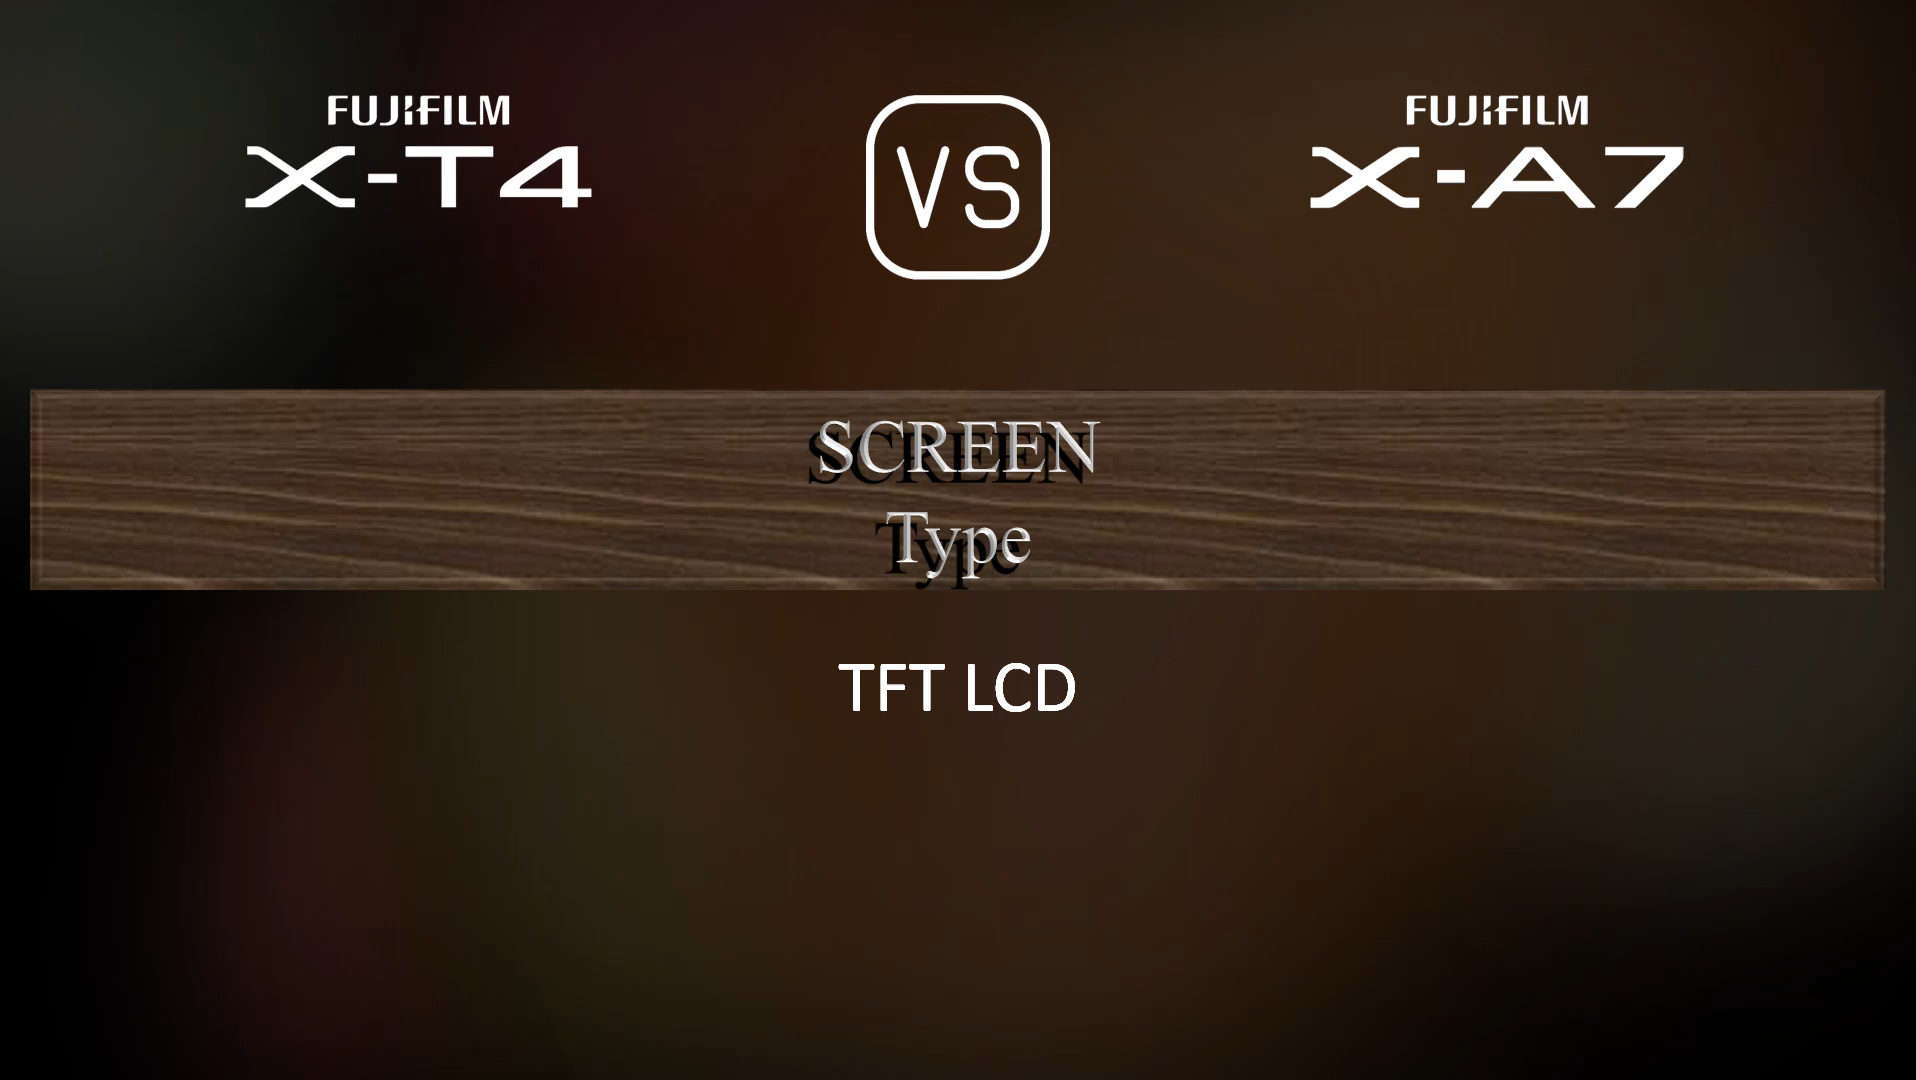 FUJIFILM
X-T4
VS
FUJIFILM
X-A7
SCREEN
Type
TFT LCD